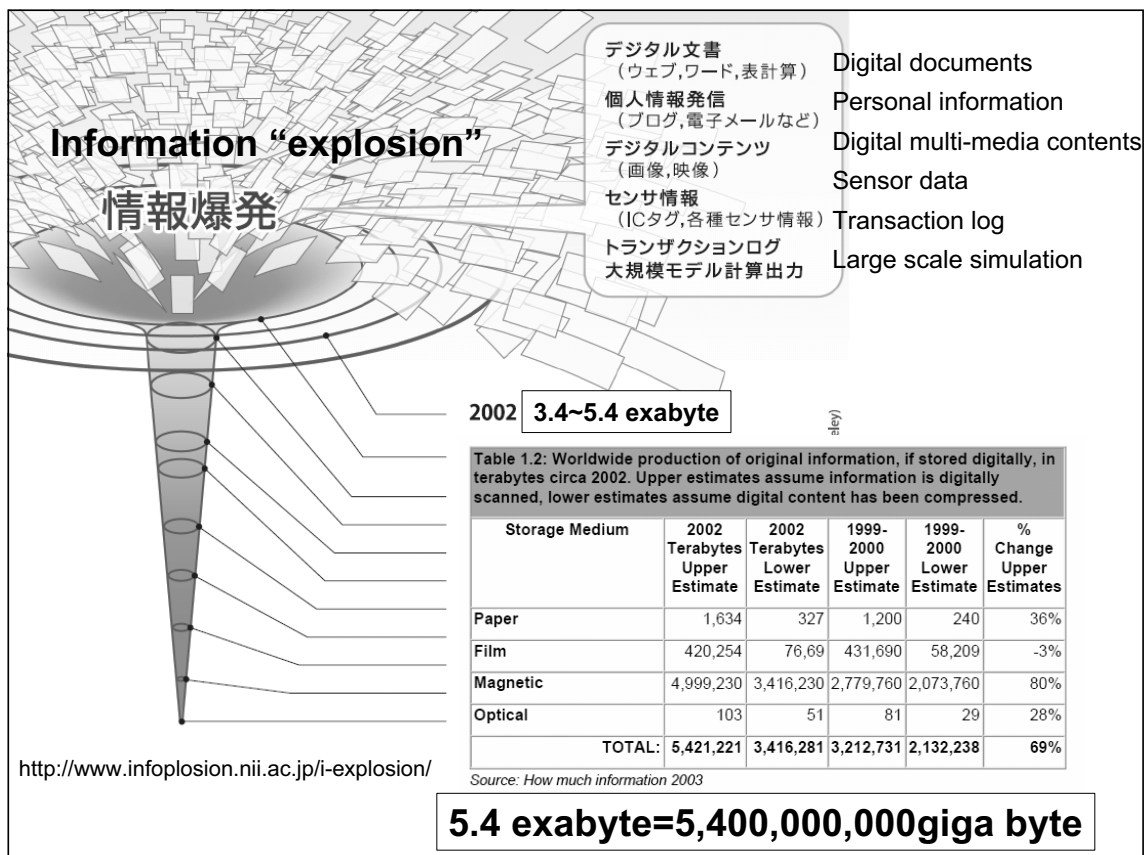 Information “explosion”
情報爆発
デジタル文書
（ウェブ,ワード,表計算）
個人情報発信
（ブログ,電子メールなど）
デジタルコンテンツ
（画像,映像）
センサ情報
（ICタグ,各種センサ情報）
トランザクションログ
大規模モデル計算出力
Digital documents
Personal information
Digital multi-media contents
Sensor data
Transaction log
Large scale simulation
2002 3.4~5.4 exabyte
eley)
Table 1.2: Worldwide production of original information, if stored digitally, in
terabytes circa 2002. Upper estimates assume information is digitally
scanned, lower estimates assume digital content has been compressed.
Storage Medium 2002 Terabytes Upper Estimate 2002 Terabytes Lower Estimate 1999-2000 Upper Estimate 1999-2000 Lower Estimate % Change Upper Estimates
Paper 1,634 327 1,200 240 36%
Film 420,254 76,69 431,690 58,209 -3%
Magnetic 4,999,230 3,416,230 2,779,760 2,073,760 80%
Optical 103 51 81 29 28%
TOTAL: 5,421,221 3,416,281 3,212,731 2,132,238 69%
Source: How much information 2003
http://www.infoplosion.nii.ac.jp/i-explosion/
5.4 exabyte=5,400,000,000giga byte